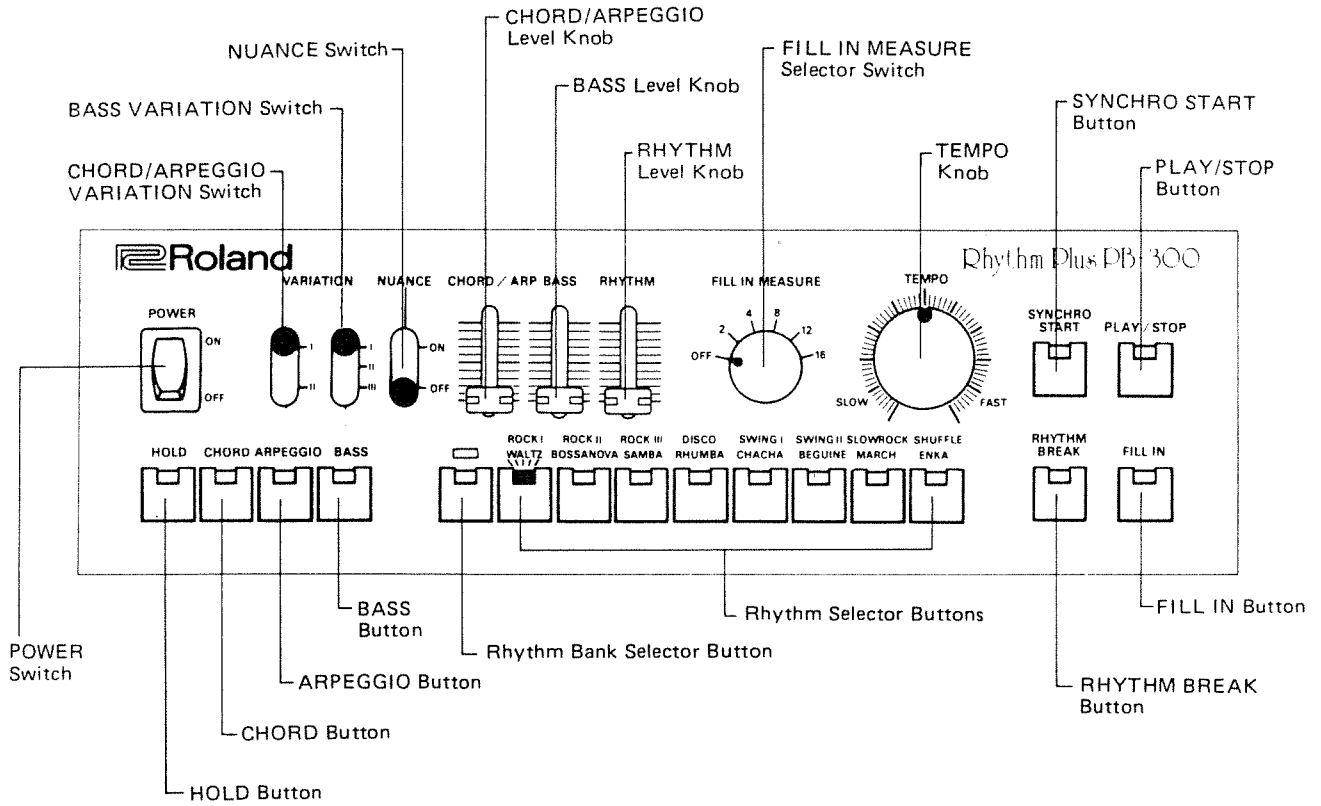 CHORD/ARPEGGIO
Level Knob
NUANCE Switch
FILL IN MEASURE
Selector Switch
BASS Level Knob
BASS VARIATION Switch
SYNCHRO START
Button
CHORD/ARPEGGIO
VARIATION Switch
RHYTHM
Level Knob
TEMPO
Knob
PLAY/STOP
Button
Roland
Rhythm Plus PB-300
VARIATION
NUANCE
CHORD / ARP BASS
RHYTHM
FILL IN MEASURE
TEMPO
POWER
ON
OFF
I
II
I
II
III
ON
OFF
OFF
2
4
8
12
16
SLOW
FAST
SYNCHRO
START
PLAY / STOP
HOLD
CHORD
ARPEGGIO
BASS
ROCK I
WALTZ
ROCK II
BOSSANOVA
ROCK III
SAMBA
DISCO
RHUMBA
SWING I
CHACHA
SWING II
BEGUINE
SLOWROCK
MARCH
SHUFFLE
ENKA
RHYTHM
BREAK
FILL IN
BASS
Button
Rhythm Selector Buttons
FILL IN Button
POWER
Switch
Rhythm Bank Selector Button
ARPEGGIO Button
RHYTHM BREAK
Button
CHORD Button
HOLD Button